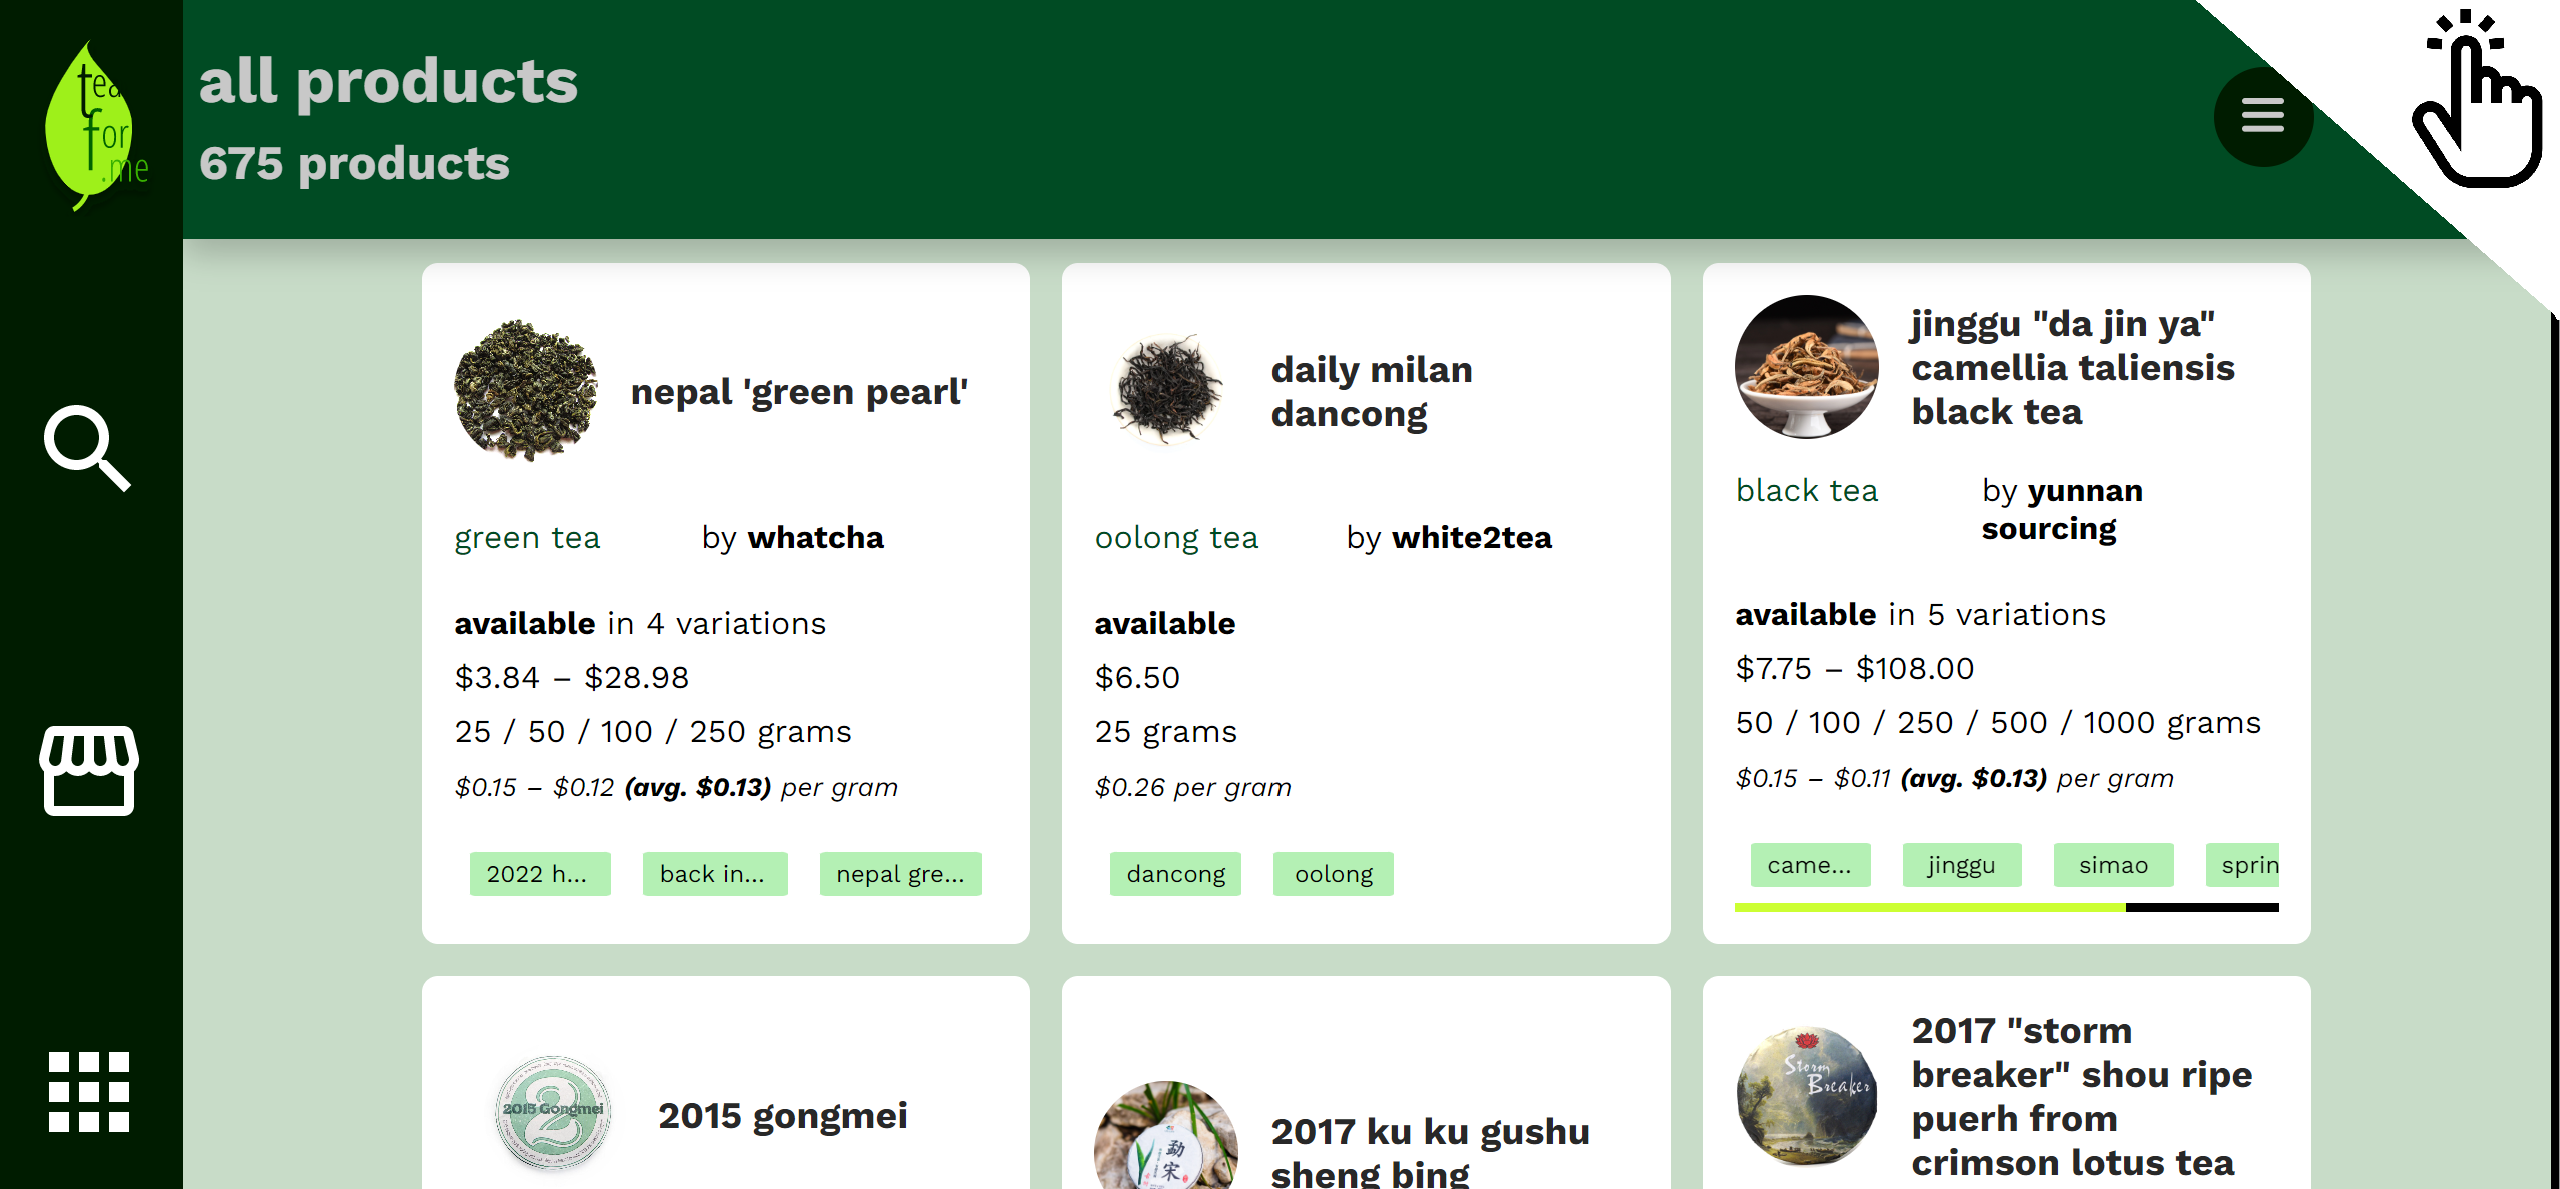 tea
for
.me
all products
675 products
nepal 'green pearl'
green tea
by whatcha
available in 4 variations
$3.84 – $28.98
25 / 50 / 100 / 250 grams
$0.15 – $0.12 (avg. $0.13) per gram
2022 h...
back in...
nepal gre...
daily milan
dancong
oolong tea
by white2tea
available
$6.50
25 grams
$0.26 per gram
dancong
oolong
jinggu "da jin ya"
camellia taliensis
black tea
black tea
by yunnan
sourcing
available in 5 variations
$7.75 – $108.00
50 / 100 / 250 / 500 / 1000 grams
$0.15 – $0.11 (avg. $0.13) per gram
came...
jinggu
simao
sprin
2015 Gongmei
2
2015 gongmei
勐
宋
2017 ku ku gushu
sheng bing
Storm
Breaker
2017 "storm
breaker" shou ripe
puerh from
crimson lotus tea